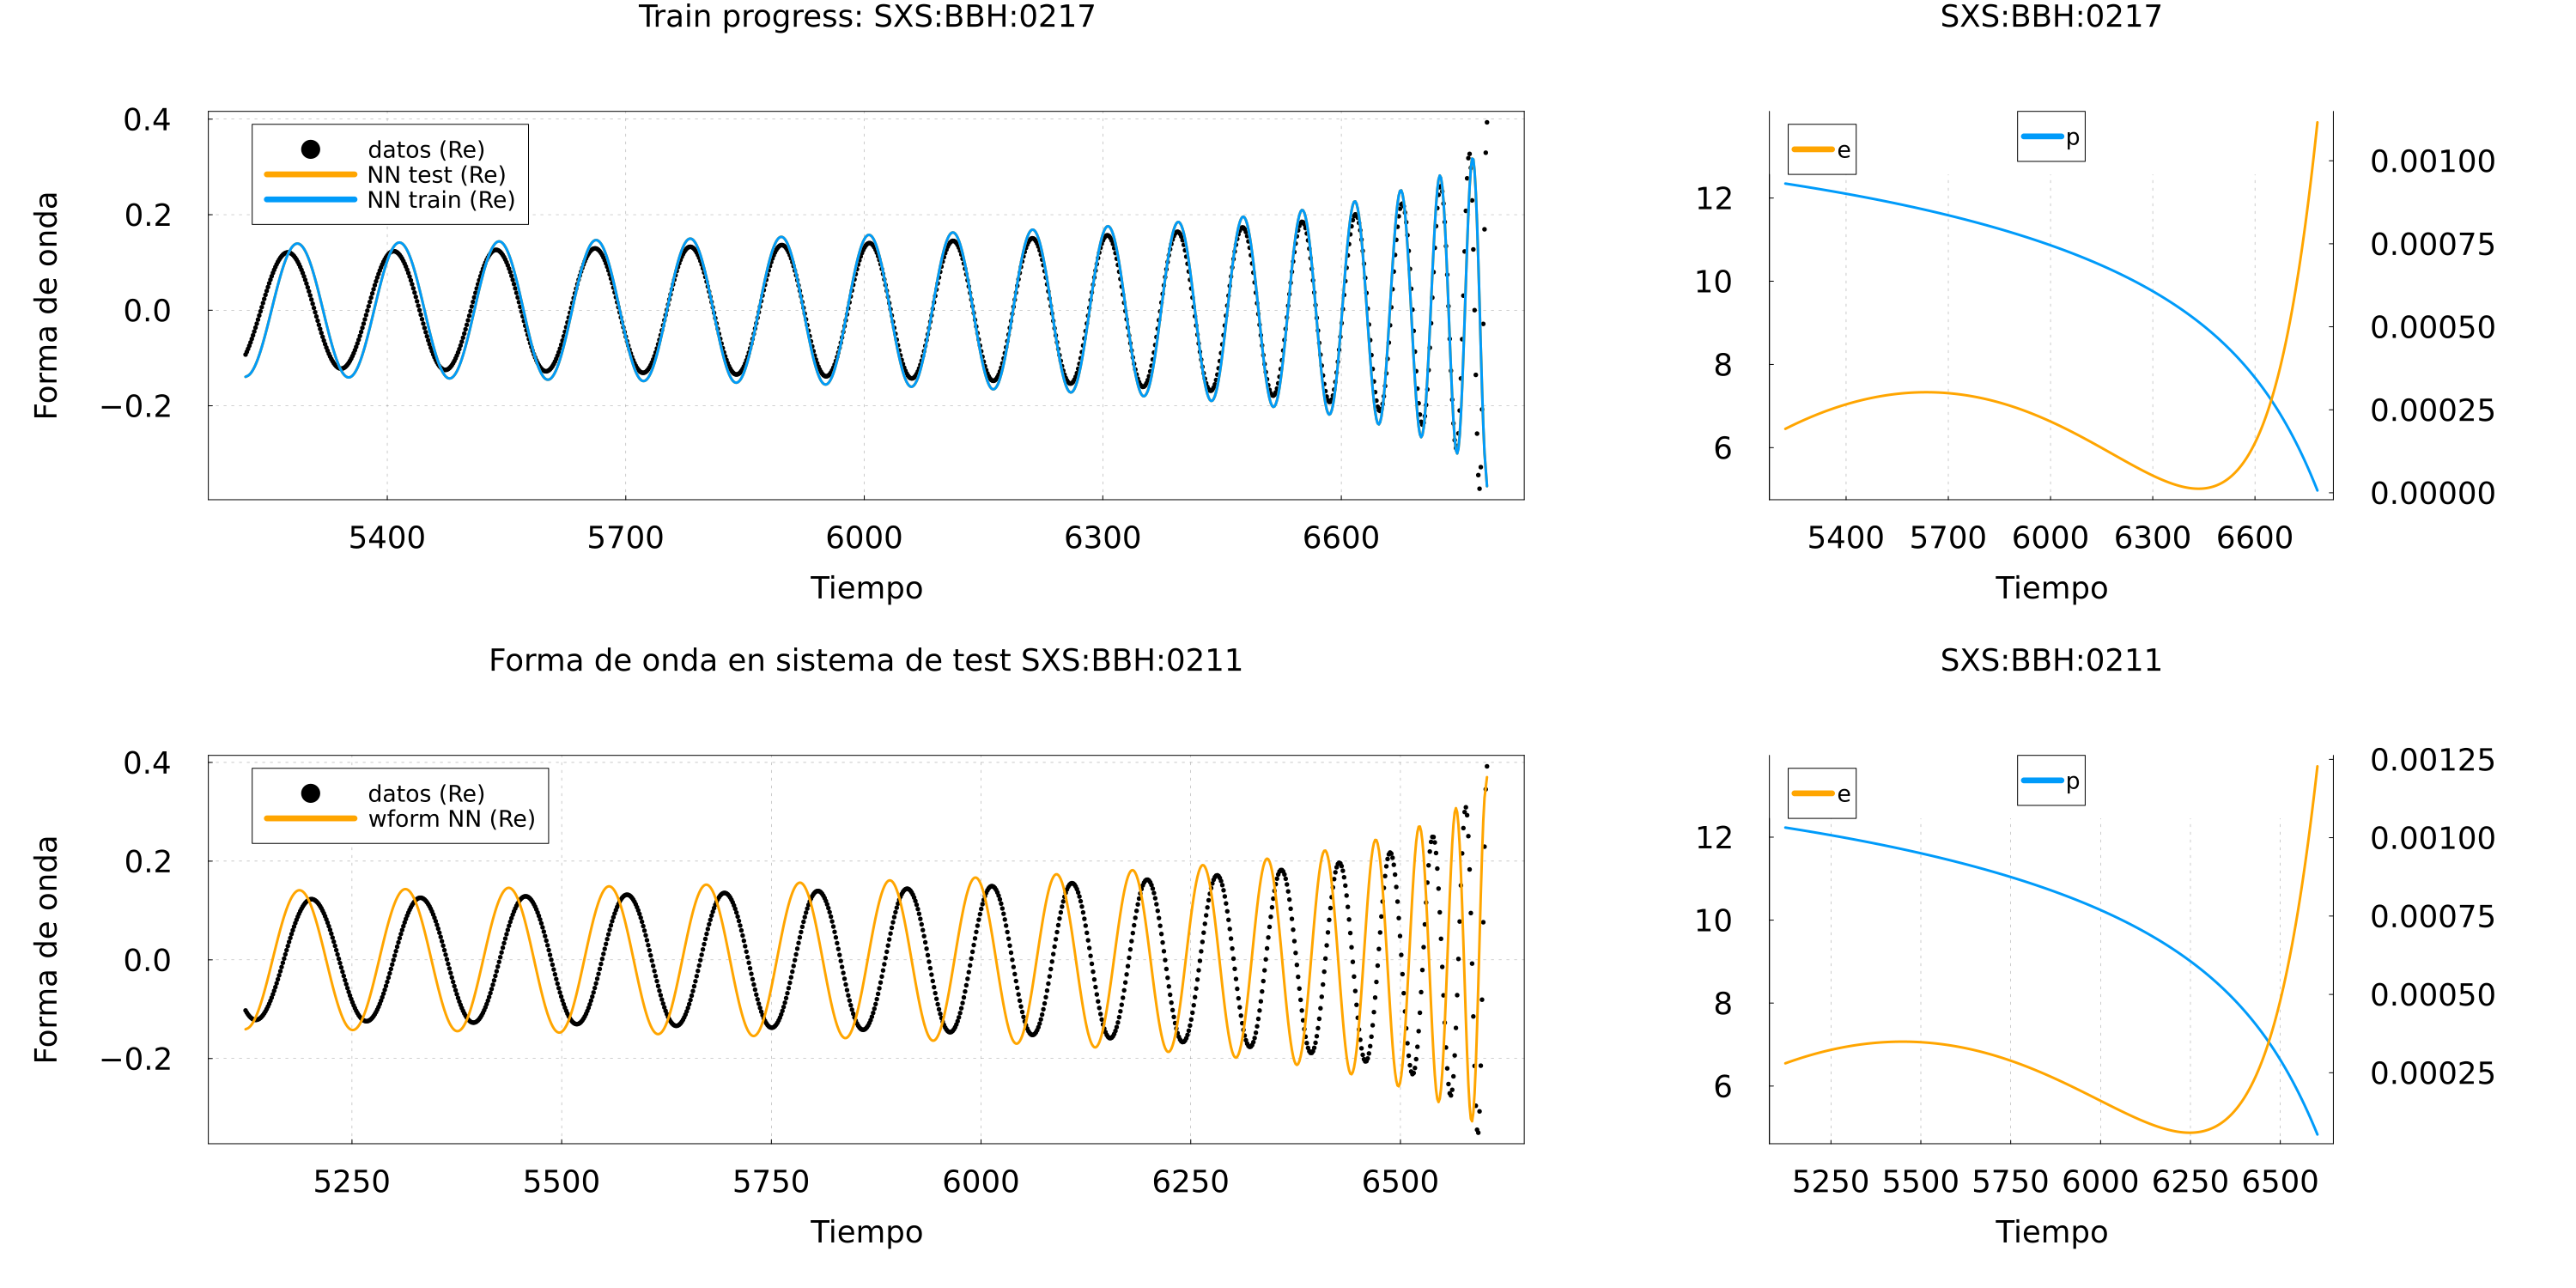 Train progress: SXS:BBH:0217
SXS:BBH:0217
Forma de onda
0.4
0.2
0.0
−0.2
datos (Re)
NN test (Re)
NN train (Re)
5400 5700 6000 6300 6600
Tiempo
e
p
12
10
8
6
0.00100
0.00075
0.00050
0.00025
0.00000
5400 5700 6000 6300 6600
Tiempo
Forma de onda en sistema de test SXS:BBH:0211
SXS:BBH:0211
Forma de onda
0.4
0.2
0.0
−0.2
datos (Re)
wform NN (Re)
5250 5500 5750 6000 6250 6500
Tiempo
e
p
12
10
8
6
0.00125
0.00100
0.00075
0.00050
0.00025
5250 5500 5750 6000 6250 6500
Tiempo